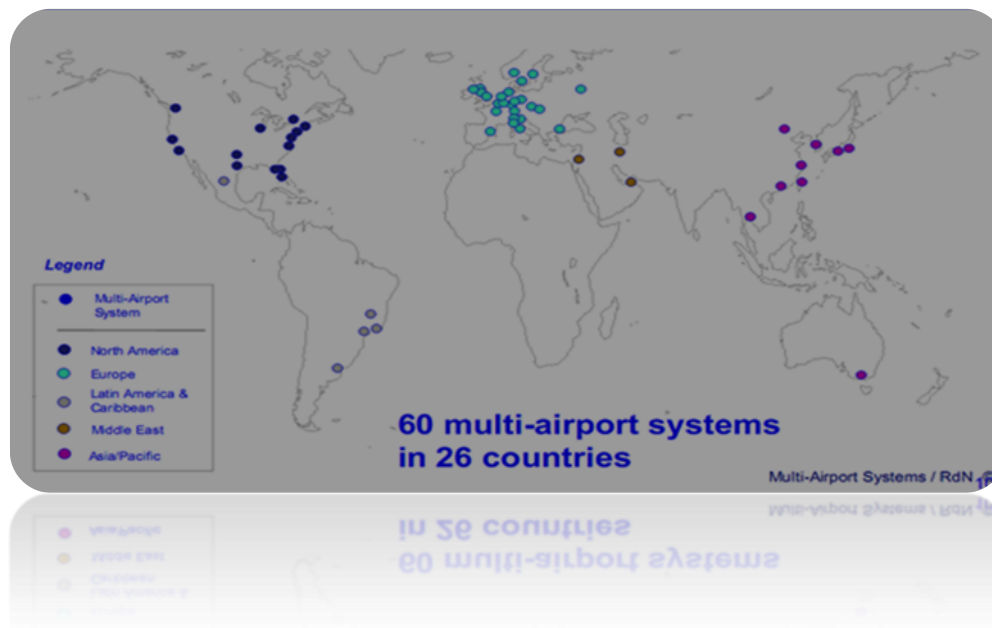 Legend
Multi-Airport
System
North America
Europe
Latin America &
Caribbean
Middle East
Asia/Pacific
60 multi-airport systems
in 26 countries
Multi-Airport Systems / RdN